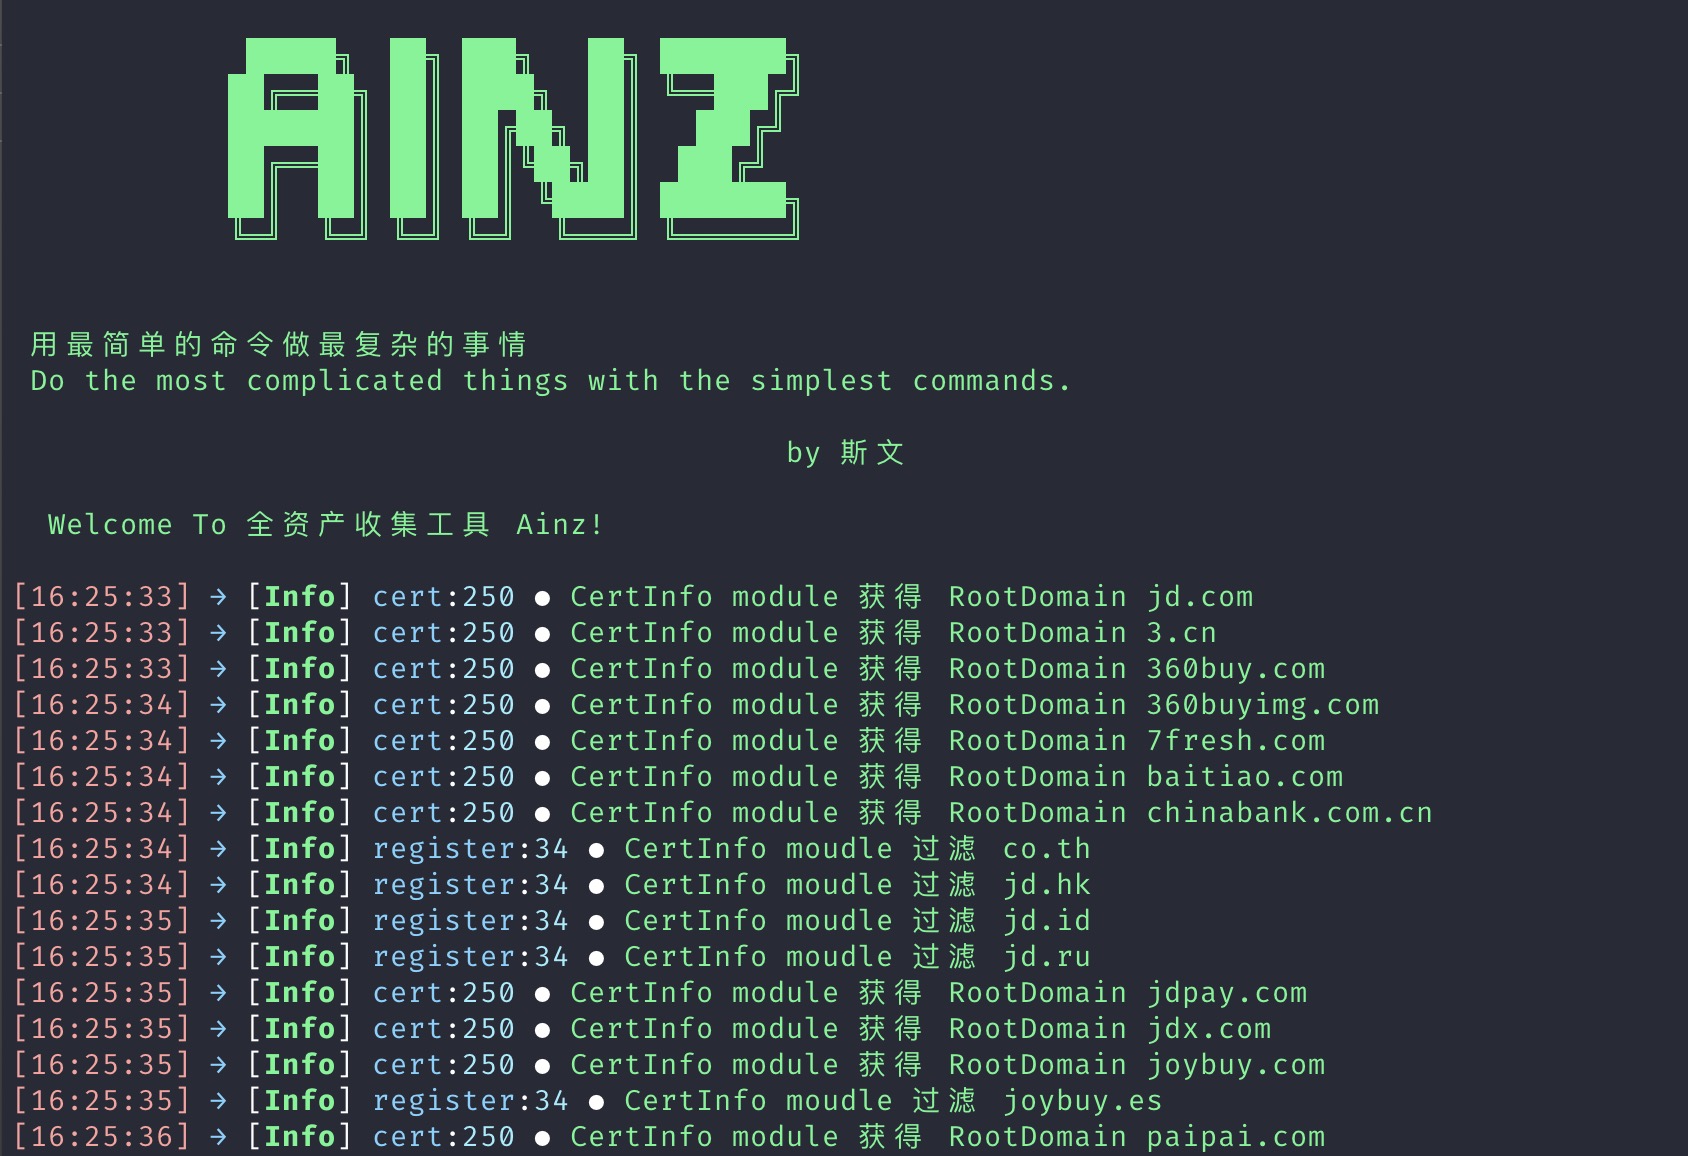 AINZ
用最简单的命令做最复杂的事情
Do the most complicated things with the simplest commands.
by 斯文
Welcome To 全资产收集工具 Ainz!
[16:25:33] → [Info] cert:250 ● CertInfo module 获得 RootDomain jd.com
[16:25:33] → [Info] cert:250 ● CertInfo module 获得 RootDomain 3.cn
[16:25:33] → [Info] cert:250 ● CertInfo module 获得 RootDomain 360buy.com
[16:25:34] → [Info] cert:250 ● CertInfo module 获得 RootDomain 360buyimg.com
[16:25:34] → [Info] cert:250 ● CertInfo module 获得 RootDomain 7fresh.com
[16:25:34] → [Info] cert:250 ● CertInfo module 获得 RootDomain baitiao.com
[16:25:34] → [Info] cert:250 ● CertInfo module 获得 RootDomain chinabank.com.cn
[16:25:34] → [Info] register:34 ● CertInfo moudle 过滤 co.th
[16:25:34] → [Info] register:34 ● CertInfo moudle 过滤 jd.hk
[16:25:35] → [Info] register:34 ● CertInfo moudle 过滤 jd.id
[16:25:35] → [Info] register:34 ● CertInfo moudle 过滤 jd.ru
[16:25:35] → [Info] cert:250 ● CertInfo module 获得 RootDomain jdpay.com
[16:25:35] → [Info] cert:250 ● CertInfo module 获得 RootDomain jdx.com
[16:25:35] → [Info] cert:250 ● CertInfo module 获得 RootDomain joybuy.com
[16:25:35] → [Info] register:34 ● CertInfo moudle 过滤 joybuy.es
[16:25:36] → [Info] cert:250 ● CertInfo module 获得 RootDomain paipai.com